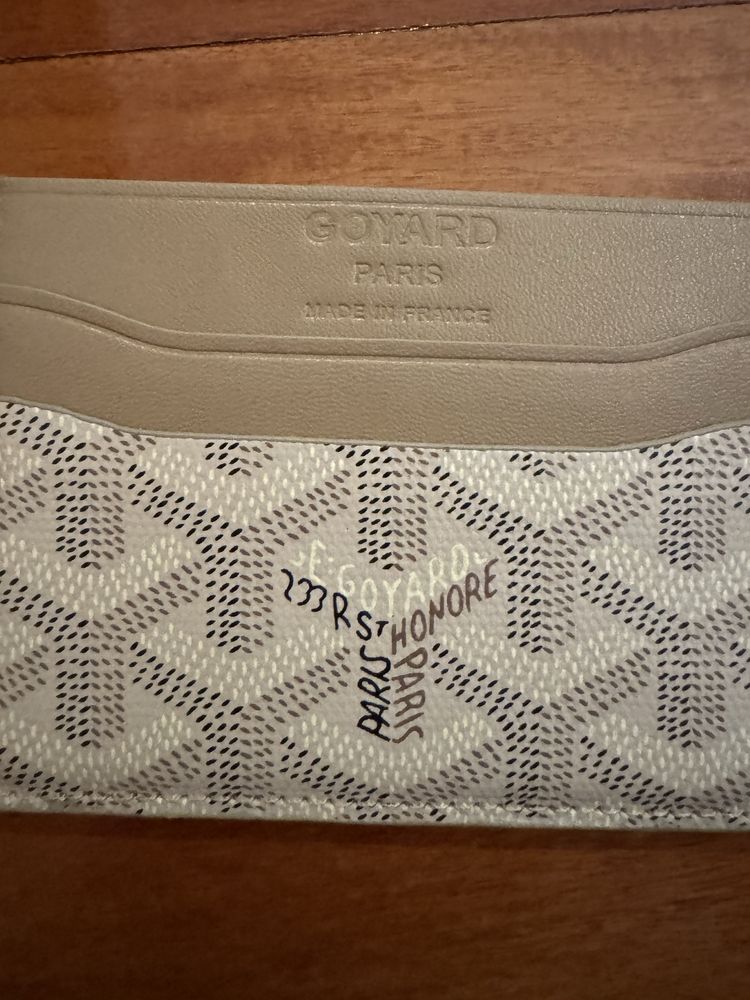 GOYARD
PARIS
MADE IN FRANCE
E·GOYARD
233 R ST HONORE
PARIS PARIS